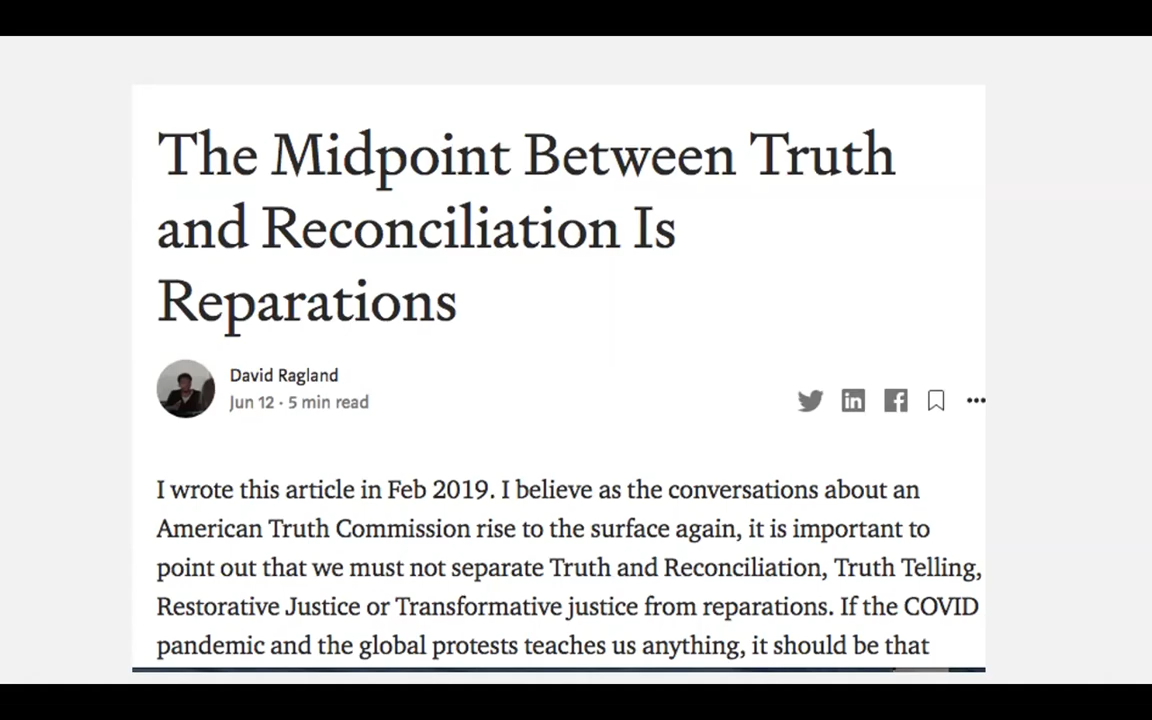 The Midpoint Between Truth
and Reconciliation Is
Reparations
David Ragland
Jun 12 · 5 min read
I wrote this article in Feb 2019. I believe as the conversations about an
American Truth Commission rise to the surface again, it is important to
point out that we must not separate Truth and Reconciliation, Truth Telling,
Restorative Justice or Transformative justice from reparations. If the COVID
pandemic and the global protests teaches us anything, it should be that